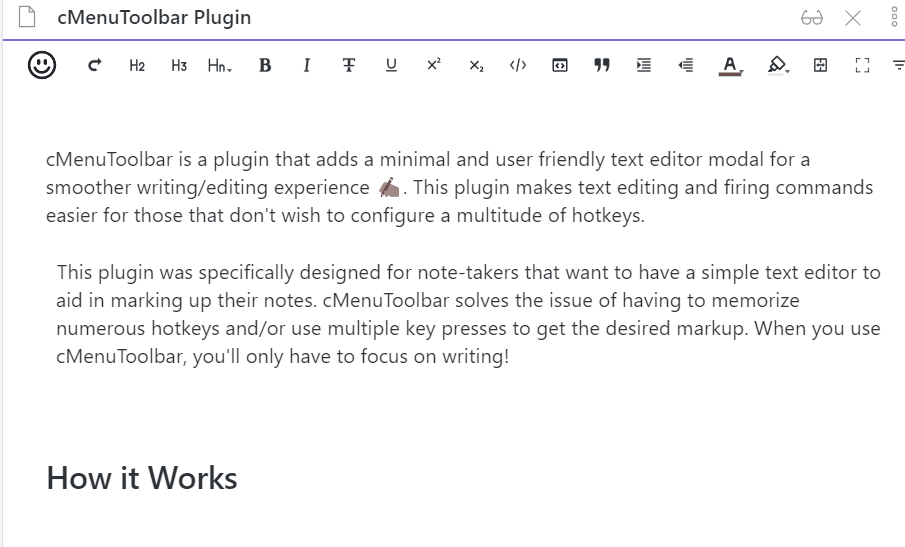 cMenuToolbar Plugin
H2 H3 Hn B I T U x² x₂ </> A
cMenuToolbar is a plugin that adds a minimal and user friendly text editor modal for a
smoother writing/editing experience ✍🏾. This plugin makes text editing and firing commands
easier for those that don't wish to configure a multitude of hotkeys.
This plugin was specifically designed for note-takers that want to have a simple text editor to
aid in marking up their notes. cMenuToolbar solves the issue of having to memorize
numerous hotkeys and/or use multiple key presses to get the desired markup. When you use
cMenuToolbar, you'll only have to focus on writing!
How it Works